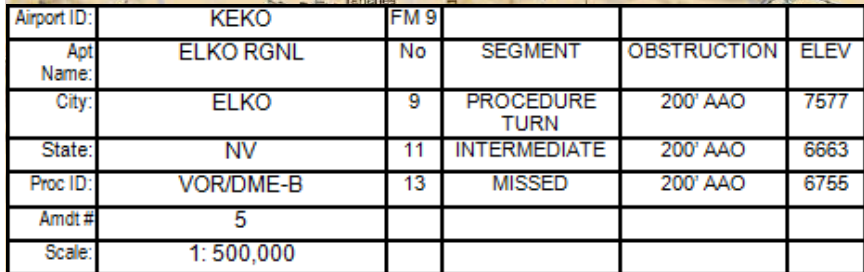 Airport ID: KEKO FM 9
Apt Name: ELKO RGNL No SEGMENT OBSTRUCTION ELEV
City: ELKO 9 PROCEDURE TURN 200' AAO 7577
State: NV 11 INTERMEDIATE 200' AAO 6663
Proc ID: VOR/DME-B 13 MISSED 200' AAO 6755
Amdt # 5
Scale: 1: 500,000